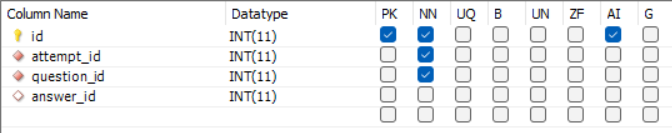 Column Name Datatype PK NN UQ B UN ZF AI G
id INT(11)
attempt_id INT(11)
question_id INT(11)
answer_id INT(11)